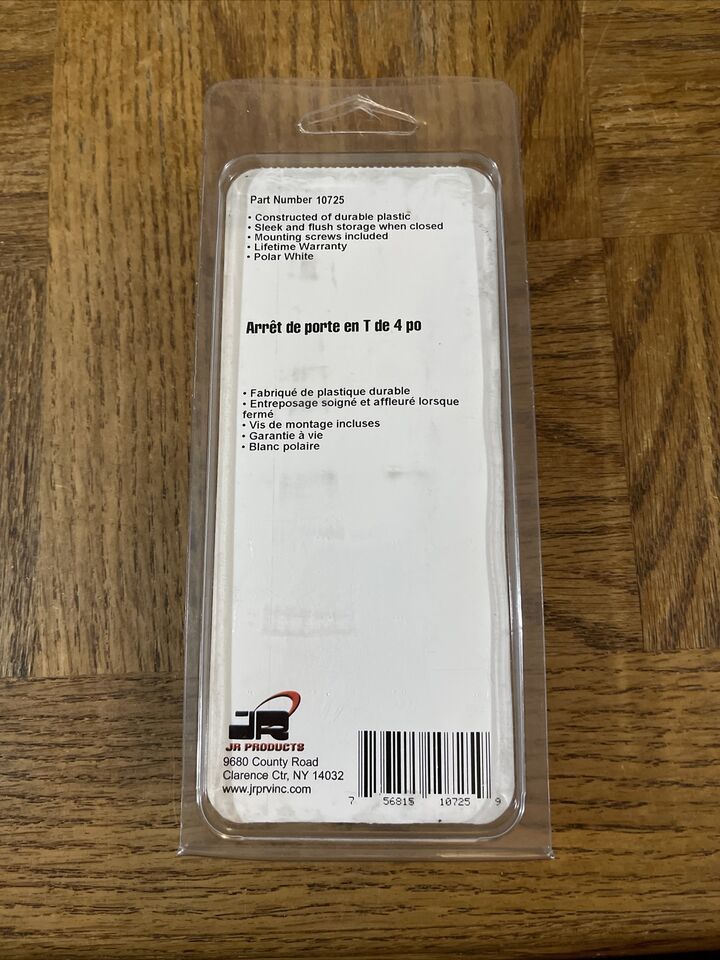 Part Number 10725
• Constructed of durable plastic
• Sleek and flush storage when closed
• Mounting screws included
• Lifetime Warranty
• Polar White
Arrêt de porte en T de 4 po
• Fabriqué de plastique durable
• Entreposage soigné et affleuré lorsque
fermé
• Vis de montage incluses
• Garantie à vie
• Blanc polaire
JR
JR PRODUCTS
9680 County Road
Clarence Ctr, NY 14032
www.jrprvinc.com
7 56815 10725 9